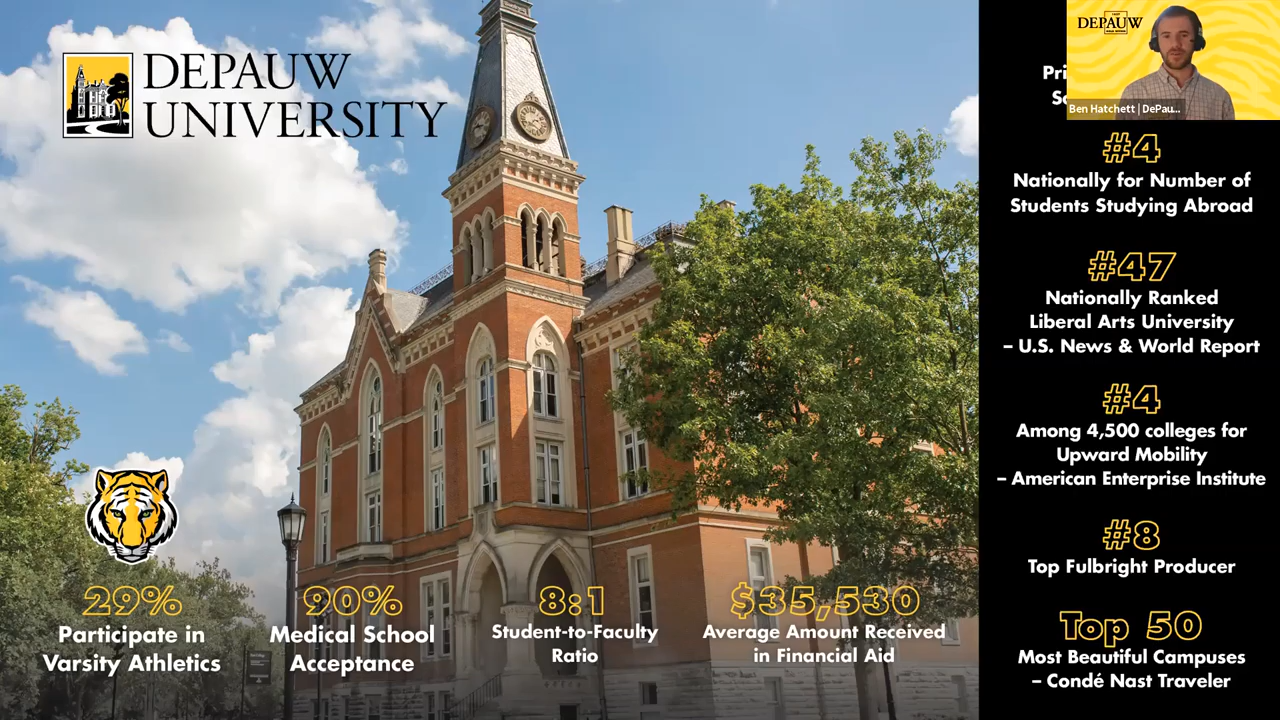 DEPAUW
UNIVERSITY
29%
Participate in
Varsity Athletics
90%
Medical School
Acceptance
8:1
Student-to-Faculty
Ratio
$35,530
Average Amount Received
in Financial Aid
DEPAUW
Ben Hatchett | DePau...
#4
Nationally for Number of
Students Studying Abroad
#47
Nationally Ranked
Liberal Arts University
– U.S. News & World Report
#4
Among 4,500 colleges for
Upward Mobility
– American Enterprise Institute
#8
Top Fulbright Producer
Top 50
Most Beautiful Campuses
– Condé Nast Traveler